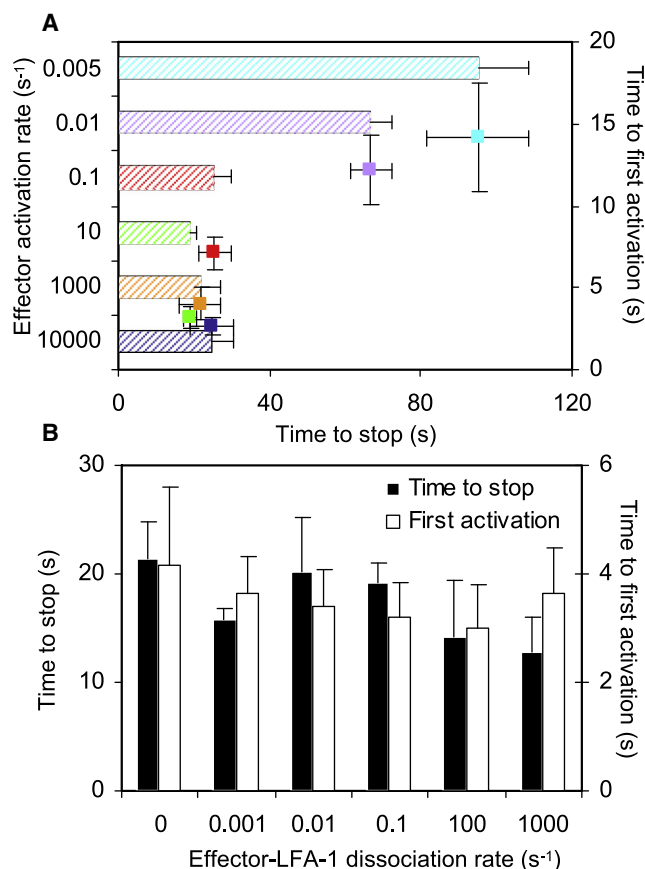 A
Effector activation rate (s⁻¹)
0.005
0.01
0.1
10
1000
10000
20
15
10
5
0
Time to first activation (s)
0 40 80 120
Time to stop (s)
B
Time to stop (s)
30
20
10
0
Time to stop
First activation
6
4
2
0
Time to first activation (s)
0 0.001 0.01 0.1 100 1000
Effector-LFA-1 dissociation rate (s⁻¹)